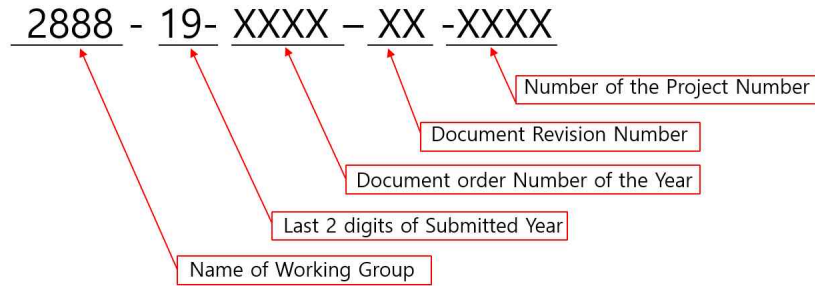 2888 - 19- XXXX – XX -XXXX
Number of the Project Number
Document Revision Number
Document order Number of the Year
Last 2 digits of Submitted Year
Name of Working Group